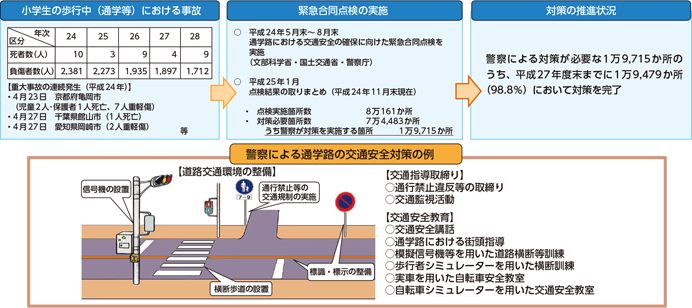 小学生の歩行中（通学等）における事故
年次
区分
24 25 26 27 28
死者数(人) 10 3 9 4 9
負傷者数(人) 2,381 2,273 1,935 1,897 1,712
【重大事故の連続発生（平成24年）】
・4月23日 京都府亀岡市
（児童2人・保護者1人死亡、7人重軽傷）
・4月27日 千葉県館山市（1人死亡）
・4月27日 愛知県岡崎市（2人重軽傷）
等
緊急合同点検の実施
○ 平成24年5月末～8月末
通学路における交通安全の確保に向けた緊急合同点検を
実施
（文部科学省・国土交通省・警察庁）
○ 平成25年1月
点検結果の取りまとめ（平成24年11月末現在）
・ 点検実施箇所数 8万161か所
・ 対策必要箇所数 7万4,483か所
うち警察が対策を実施する箇所 1万9,715か所
対策の推進状況
警察による対策が必要な1万9,715か所
のうち、平成27年度末までに1万9,479か所
(98.8%)において対策を完了
警察による通学路の交通安全対策の例
【道路交通環境の整備】
信号機の設置
通行禁止等の
交通規制の実施
7-9
標識・標示の整備
横断歩道の設置
【交通指導取締り】
○通行禁止違反等の取締り
○交通監視活動
【交通安全教育】
○交通安全講話
○通学路における街頭指導
○模擬信号機等を用いた道路横断等訓練
○歩行者シミュレーターを用いた横断訓練
○実車を用いた交通安全教室
○自転車シミュレーターを用いた交通安全教室